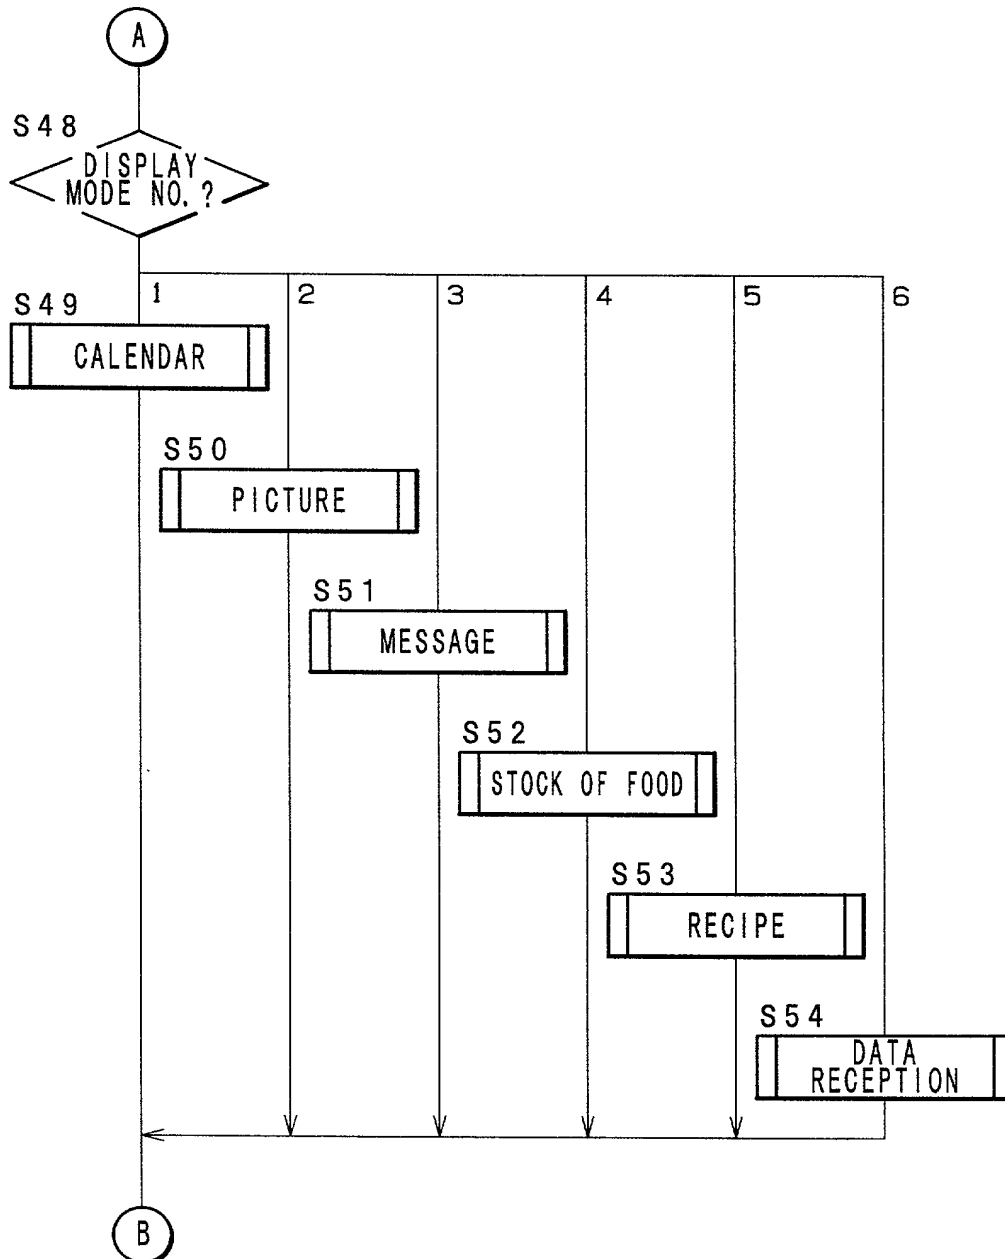 A
S48
DISPLAY
MODE NO.?
1 2 3 4 5 6
S49
CALENDAR
S50
PICTURE
S51
MESSAGE
S52
STOCK OF FOOD
S53
RECIPE
S54
DATA
RECEPTION
B